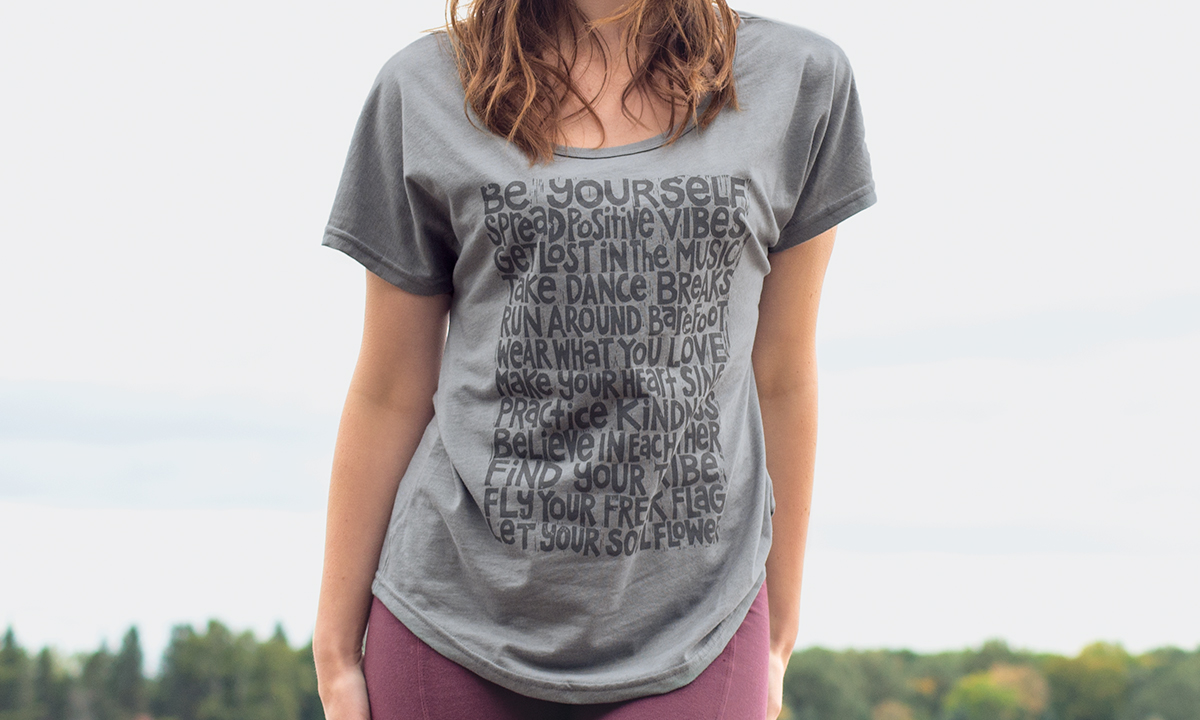 Be YOURSELF
SPReaD POSitiVE VIBES
GET LOST IN THe MUSIC
Take DANCe BReAKS
RUN AROUND BareFOOT
WEAR WHAT YOU LOVE
Make YOUR HEART SING
PRActice KINDNeSS
BeLieVE IN EacH OTHER
FIND YOUR TRIBE
FLY YOUR FREAK FLAG
LeT YOUR SOUL FLOWeR